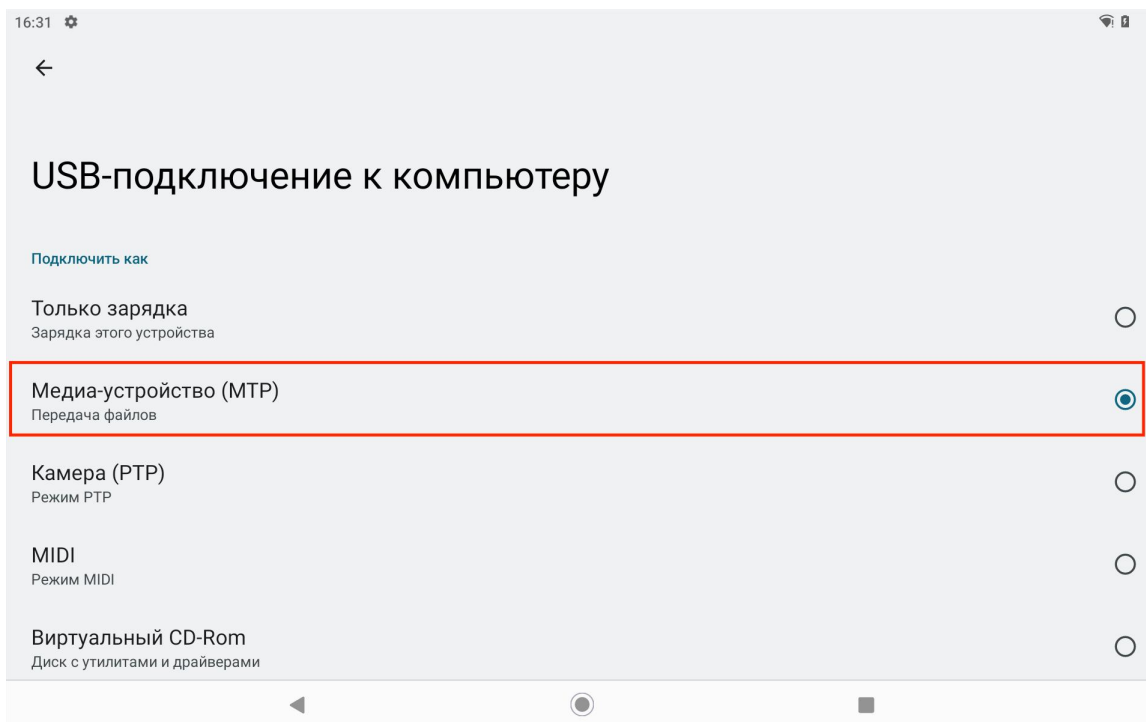 16:31
USB-подключение к компьютеру
Подключить как
Только зарядка
Зарядка этого устройства
Медиа-устройство (MTP)
Передача файлов
Камера (PTP)
Режим PTP
MIDI
Режим MIDI
Виртуальный CD-Rom
Диск с утилитами и драйверами